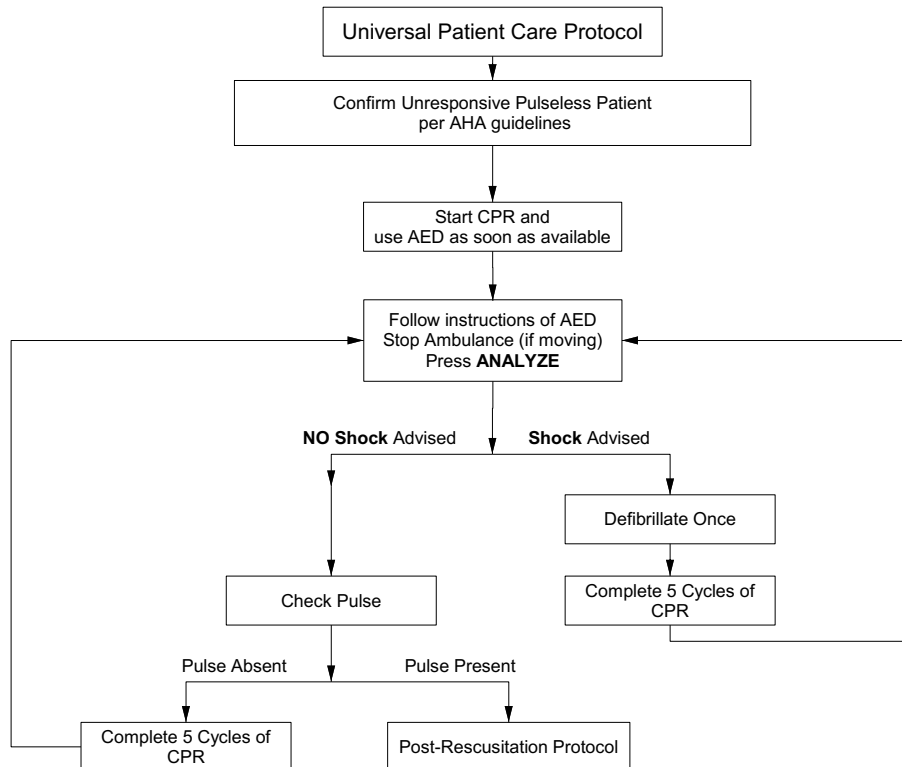 Universal Patient Care Protocol
Confirm Unresponsive Pulseless Patient
per AHA guidelines
Start CPR and
use AED as soon as available
Follow instructions of AED
Stop Ambulance (if moving)
Press ANALYZE
NO Shock Advised
Shock Advised
Defibrillate Once
Check Pulse
Complete 5 Cycles of
CPR
Pulse Absent
Pulse Present
Complete 5 Cycles of
CPR
Post-Rescusitation Protocol